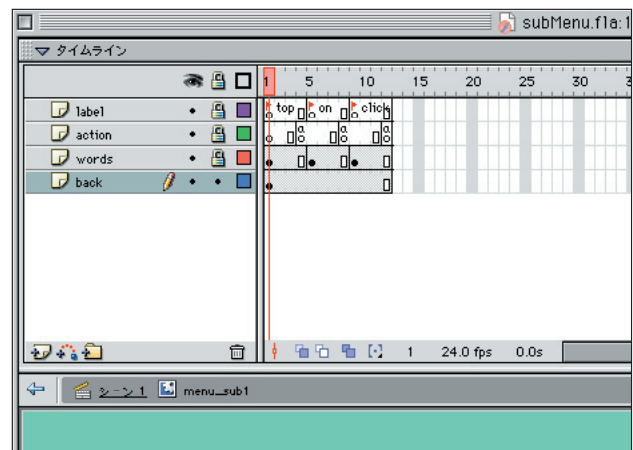 subMenu.fla:1
タイムライン
1 5 10 15 20 25 30 3
label top on click
action a a a
words
back
1 24.0 fps 0.0s
シーン 1 menu_sub1